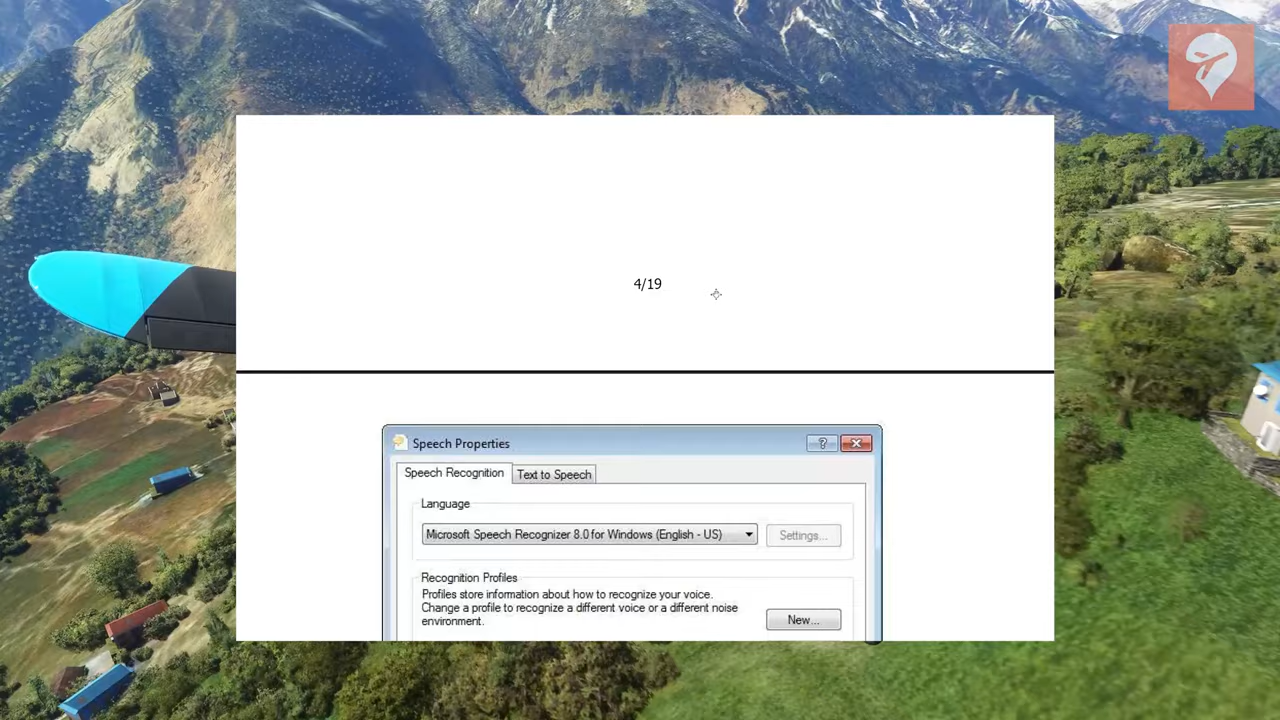 4/19
Speech Properties
Speech Recognition Text to Speech
Language
Microsoft Speech Recognizer 8.0 for Windows (English - US) Settings...
Recognition Profiles
Profiles store information about how to recognize your voice.
Change a profile to recognize a different voice or a different noise
environment.
New...